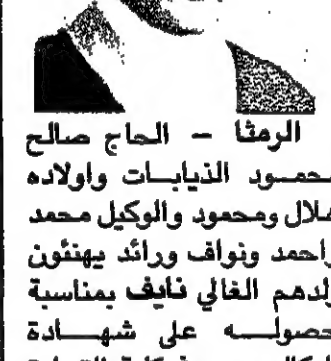 الرمثا – الحاج صالح
محمود الذيابات واولاده
هلال ومحمود والوكيل محمد
واحمد ونواف ورائد يهنئون
ولدهم الغالي نايف بمناسبة
حصوله على شهادة